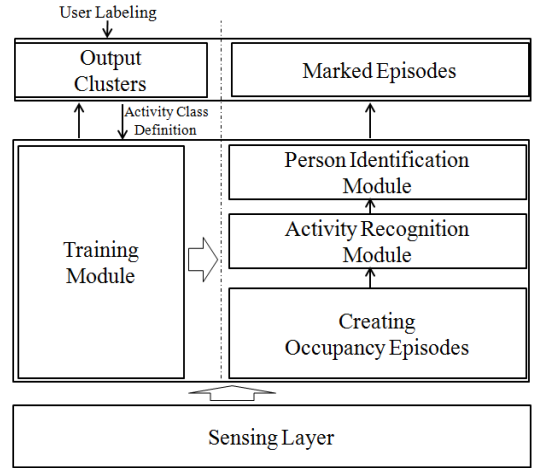 User Labeling
Output
Clusters
Marked Episodes
Activity Class
Definition
Person Identification
Module
Training
Module
Activity Recognition
Module
Creating
Occupancy Episodes
Sensing Layer